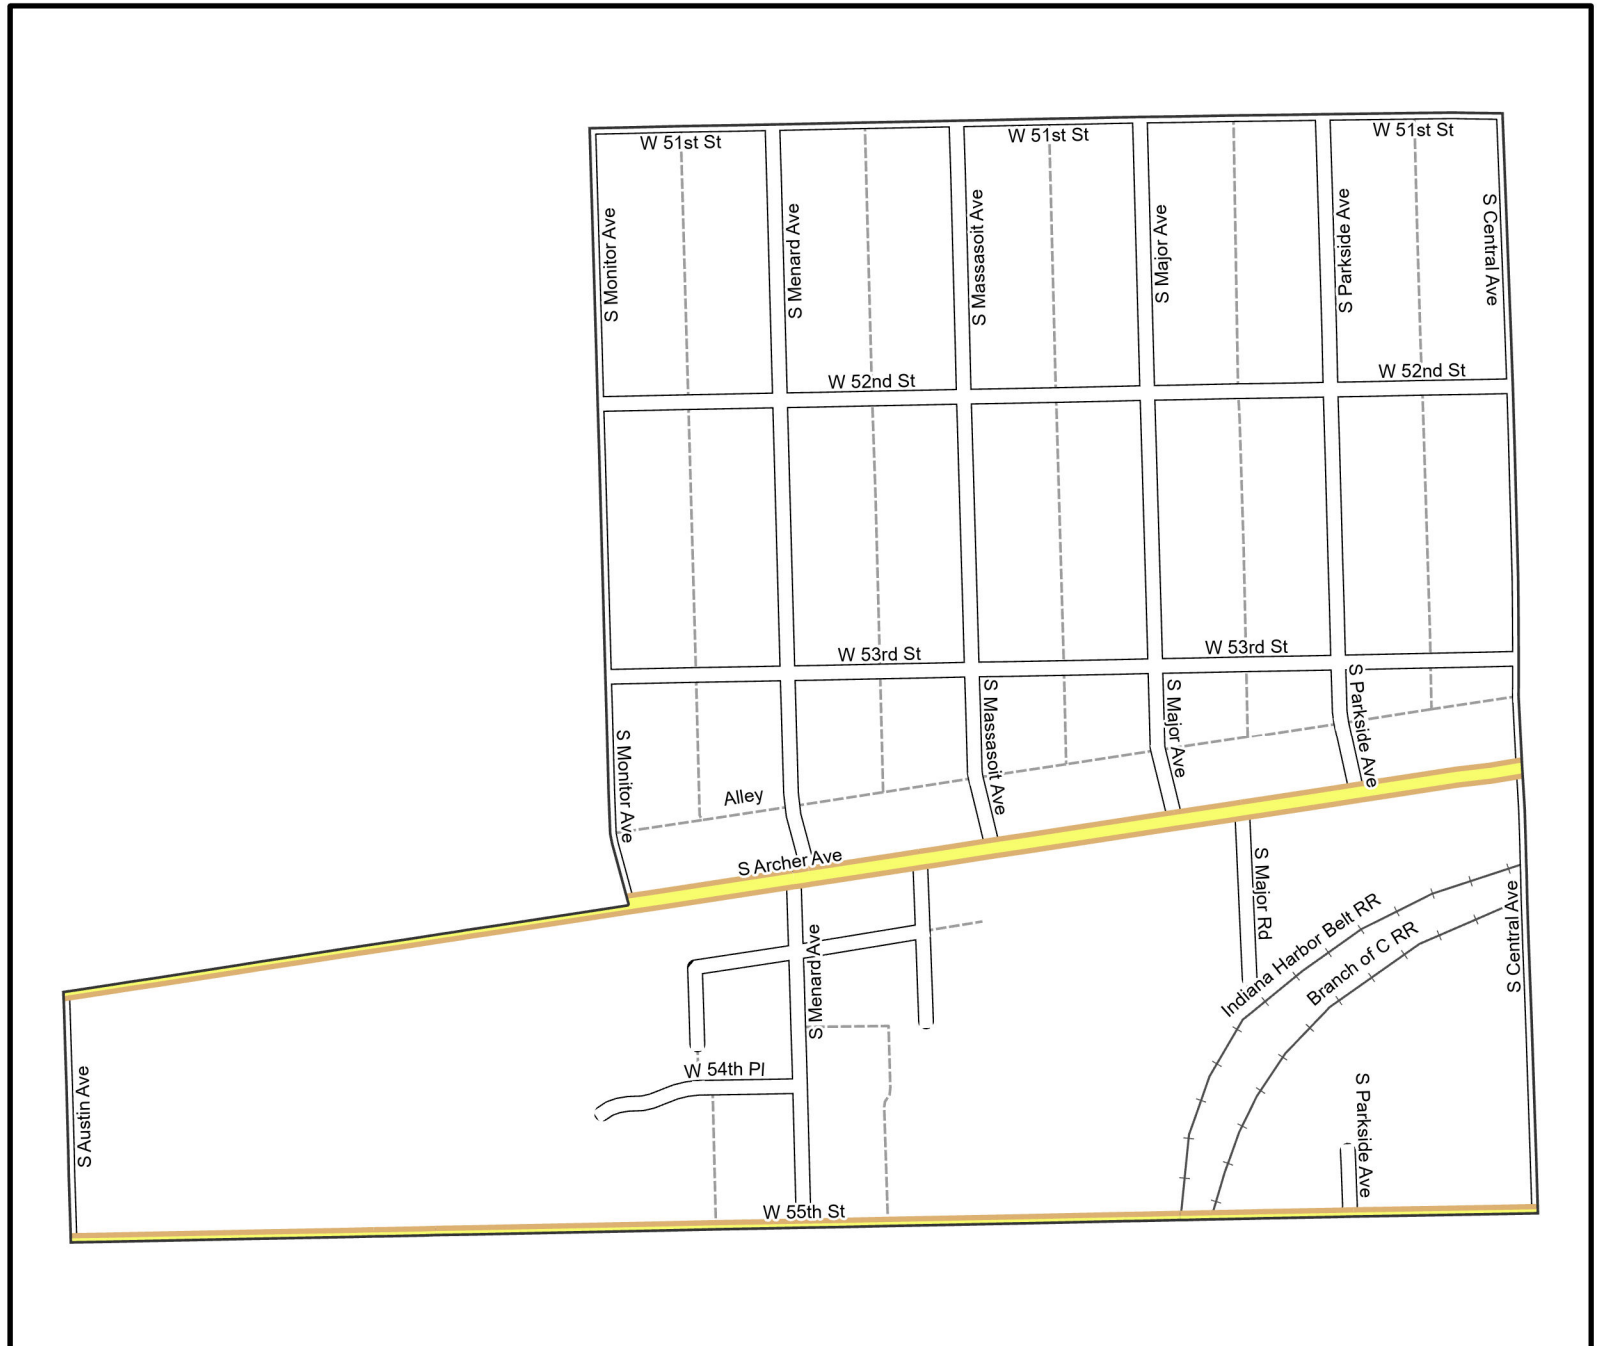 W 51st St
W 51st St
W 51st St
S Monitor Ave
S Menard Ave
S Massasoit Ave
S Major Ave
S Parkside Ave
S Central Ave
W 52nd St
W 52nd St
W 53rd St
W 53rd St
S Monitor Ave
S Massasoit Ave
S Major Ave
S Parkside Ave
Alley
S Archer Ave
S Major Rd
S Menard Ave
Indiana Harbor Belt RR
Branch of C RR
S Central Ave
W 54th Pl
S Austin Ave
S Parkside Ave
W 55th St